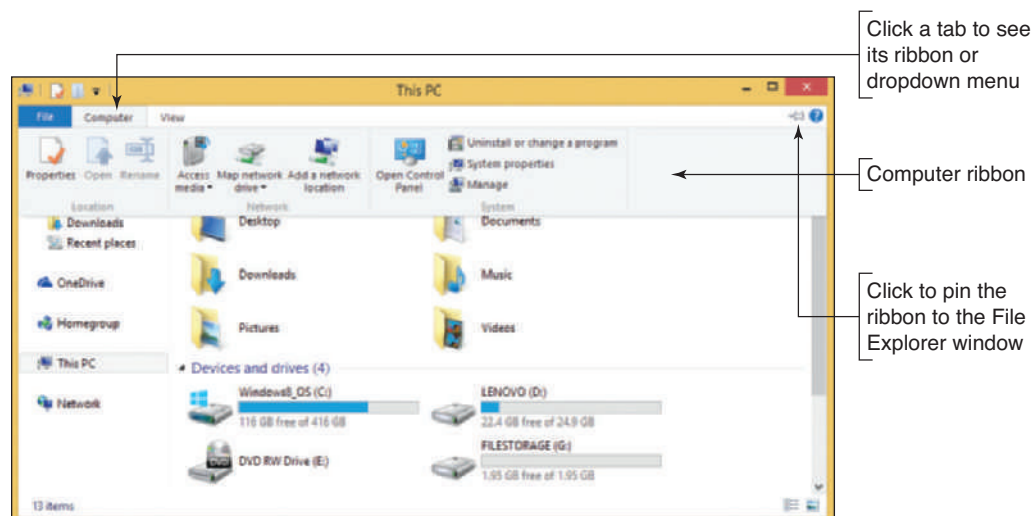 Click a tab to see
its ribbon or
dropdown menu
This PC
File Computer View
Properties Open Rename
Access media Map network drive Add a network location
Open Control Panel
Uninstall or change a program
System properties
Manage
Location Network System
Computer ribbon
Downloads
Recent places
OneDrive
Homegroup
This PC
Network
Desktop Documents
Downloads Music
Pictures Videos
Click to pin the
ribbon to the File
Explorer window
Devices and drives (4)
Windows8_OS (C:)
116 GB free of 416 GB
LENOVO (D:)
22.4 GB free of 24.9 GB
DVD RW Drive (E:)
DVD
FILESTORAGE (G:)
1.95 GB free of 1.95 GB
13 items